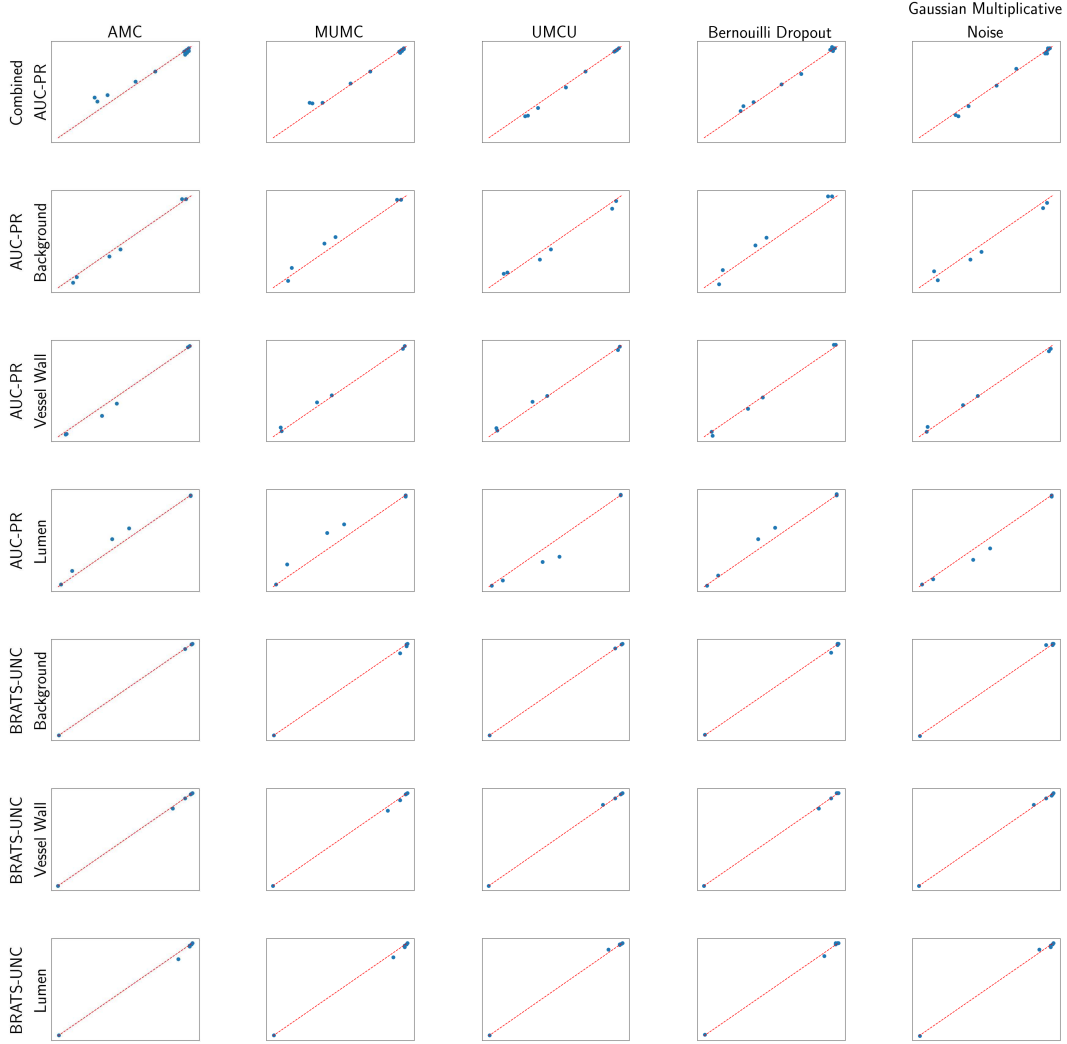 Gaussian Multiplicative
AMC
MUMC
UMCU
Bernouilli Dropout
Noise
Combined
AUC-PR
AUC-PR
Background
AUC-PR
Vessel Wall
AUC-PR
Lumen
BRATS-UNC
Background
BRATS-UNC
Vessel Wall
BRATS-UNC
Lumen